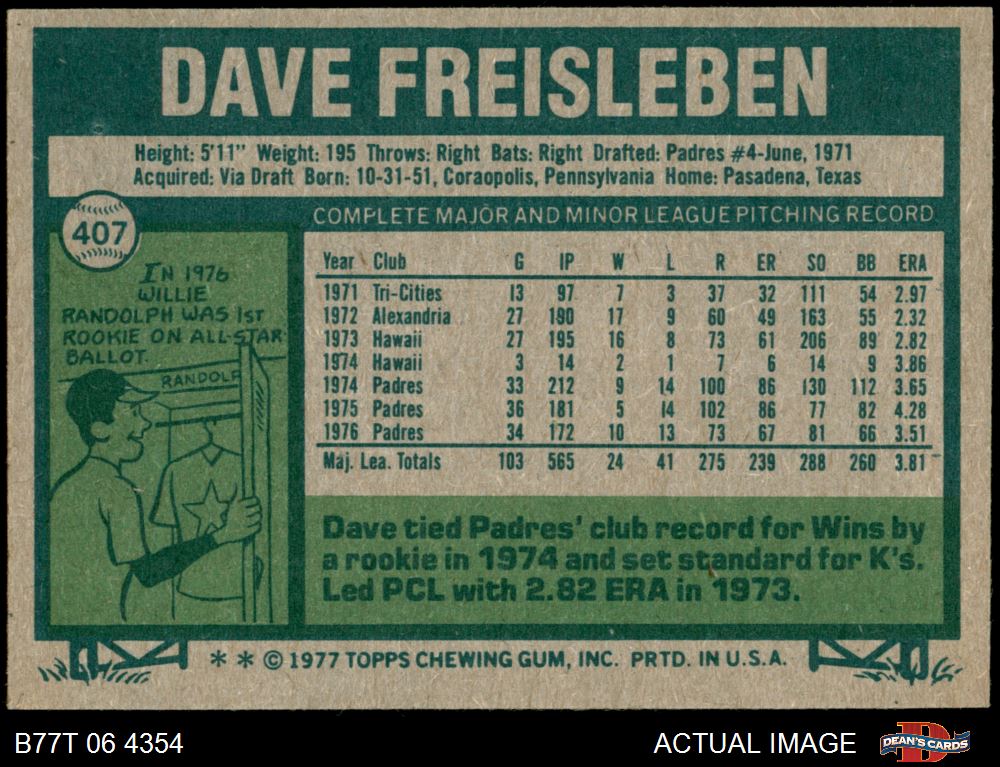 DAVE FREISLEBEN
Height: 5'11" Weight: 195 Throws: Right Bats: Right Drafted: Padres #4-June, 1971
Acquired: Via Draft Born: 10-31-51, Coraopolis, Pennsylvania Home: Pasadena, Texas
407
IN 1976
WILLIE
RANDOLPH WAS 1ST
ROOKIE ON ALL-STAR
BALLOT.
RANDOLP
COMPLETE MAJOR AND MINOR LEAGUE PITCHING RECORD
Year Club G IP W L R ER SO BB ERA
1971 Tri-Cities 13 97 7 3 37 32 111 54 2.97
1972 Alexandria 27 190 17 9 60 49 163 55 2.32
1973 Hawaii 27 195 16 8 73 61 206 89 2.82
1974 Hawaii 3 14 2 1 7 6 14 9 3.86
1974 Padres 33 212 9 14 100 86 130 112 3.65
1975 Padres 36 181 5 14 102 86 77 82 4.28
1976 Padres 34 172 10 13 73 67 81 66 3.51
Maj. Lea. Totals 103 565 24 41 275 239 288 260 3.81
Dave tied Padres' club record for Wins by
a rookie in 1974 and set standard for K's.
Led PCL with 2.82 ERA in 1973.
* * © 1977 TOPPS CHEWING GUM, INC. PRTD. IN U.S.A.
B77T 06 4354
ACTUAL IMAGE
D
DEAN'S CARDS